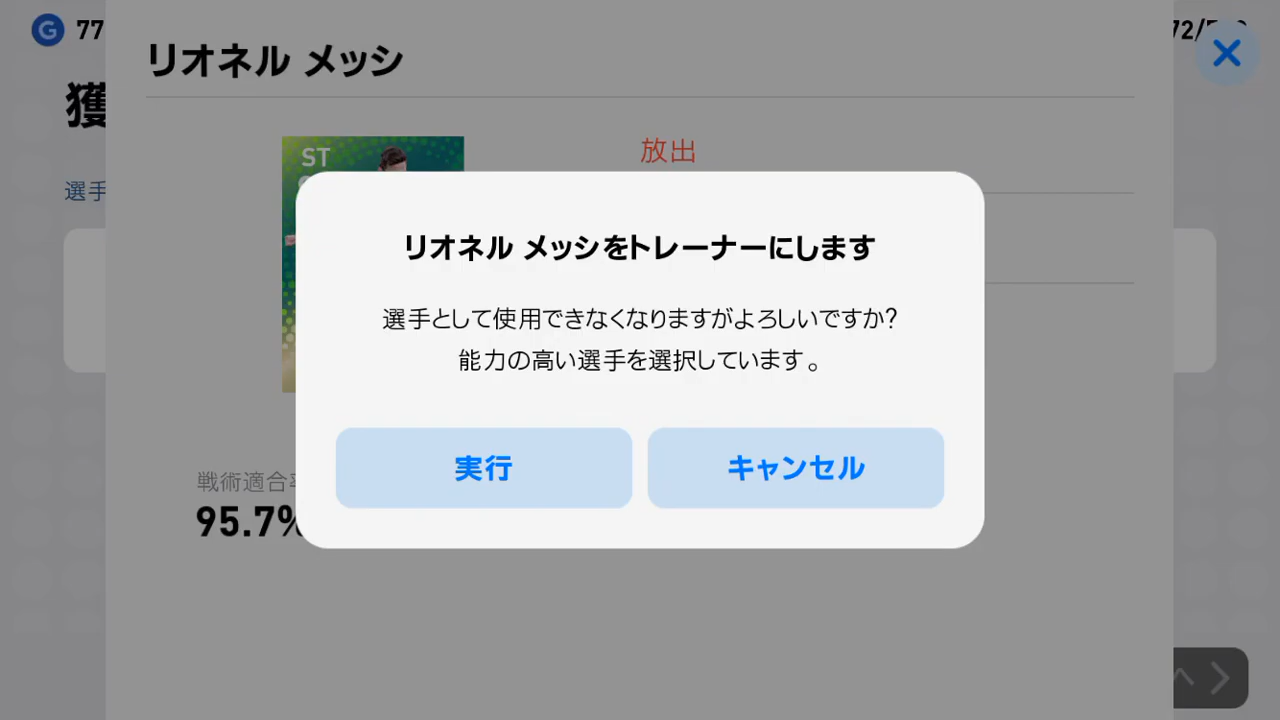 G 77
リオネル メッシ
獲
ST
放出
選手
リオネル メッシをトレーナーにします
選手として使用できなくなりますがよろしいですか?
能力の高い選手を選択しています。
実行 キャンセル
戦術適合
95.7%